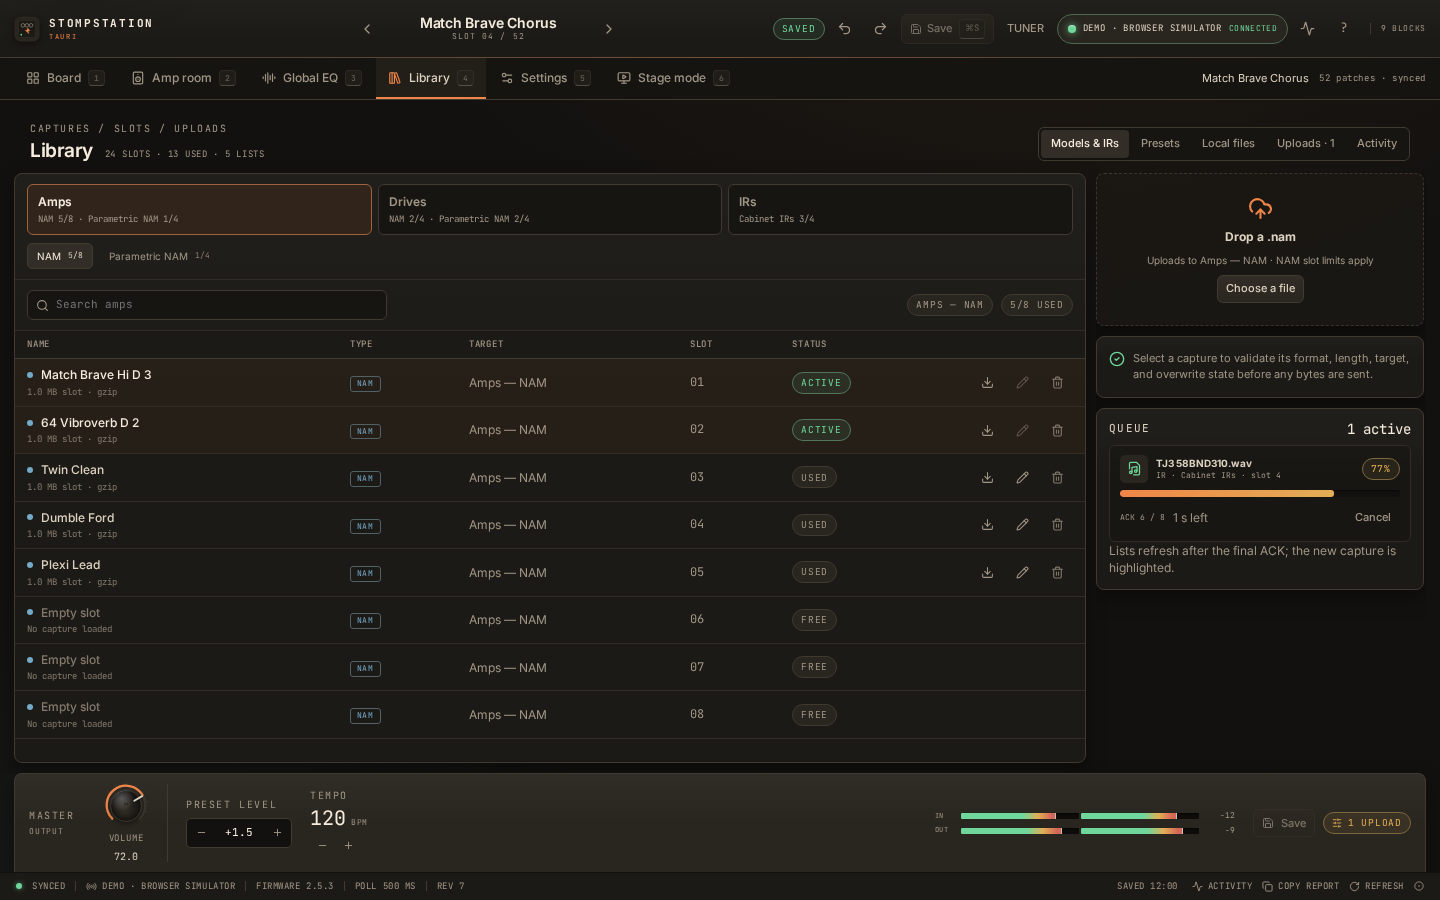 STOMPSTATION
TAURI
Match Brave Chorus
SLOT 04 / 52
SAVED
Save ⌘S
TUNER
DEMO · BROWSER SIMULATOR CONNECTED
?
9 BLOCKS
Board 1
Amp room 2
Global EQ 3
Library 4
Settings 5
Stage mode 6
Match Brave Chorus 52 patches · synced
CAPTURES / SLOTS / UPLOADS
Library 24 SLOTS · 13 USED · 5 LISTS
Models & IRs Presets Local files Uploads · 1 Activity
Amps
NAM 5/8 · Parametric NAM 1/4
Drives
NAM 2/4 · Parametric NAM 2/4
IRs
Cabinet IRs 3/4
NAM 5/8 Parametric NAM 1/4
Search amps
AMPS — NAM 5/8 USED
NAME TYPE TARGET SLOT STATUS
Match Brave Hi D 3
1.0 MB slot · gzip
NAM Amps — NAM 01 ACTIVE
64 Vibroverb D 2
1.0 MB slot · gzip
NAM Amps — NAM 02 ACTIVE
Twin Clean
1.0 MB slot · gzip
NAM Amps — NAM 03 USED
Dumble Ford
1.0 MB slot · gzip
NAM Amps — NAM 04 USED
Plexi Lead
1.0 MB slot · gzip
NAM Amps — NAM 05 USED
Empty slot
No capture loaded
NAM Amps — NAM 06 FREE
Empty slot
No capture loaded
NAM Amps — NAM 07 FREE
Empty slot
No capture loaded
NAM Amps — NAM 08 FREE
Drop a .nam
Uploads to Amps — NAM · NAM slot limits apply
Choose a file
Select a capture to validate its format, length, target,
and overwrite state before any bytes are sent.
QUEUE 1 active
TJ358BND310.wav
IR · Cabinet IRs · slot 4
77%
ACK 6 / 8 1 s left Cancel
Lists refresh after the final ACK; the new capture is
highlighted.
MASTER
OUTPUT
VOLUME
72.0
PRESET LEVEL
− +1.5 +
TEMPO
120 BPM
− +
IN -12
OUT -9
Save
1 UPLOAD
SYNCED DEMO · BROWSER SIMULATOR FIRMWARE 2.5.3 POLL 500 MS REV 7
SAVED 12:00 ACTIVITY COPY REPORT REFRESH